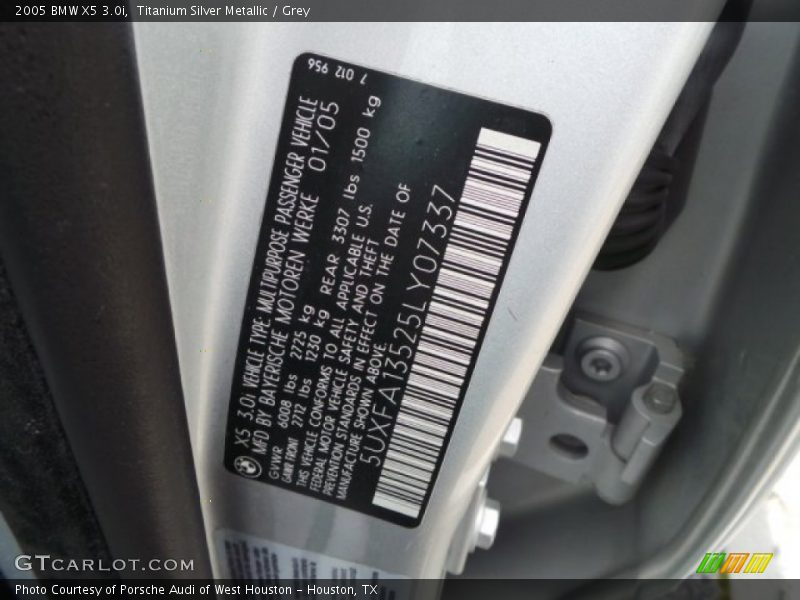 2005 BMW X5 3.0i, Titanium Silver Metallic / Grey
7 012 956
X5 3.0i VEHICLE TYPE: MULTIPURPOSE PASSENGER VEHICLE
MFD BY BAYERISCHE MOTOREN WERKE 01/05
GVWR 6008 lbs 2725 kg
GAWR FRONT 2712 lbs 1230 kg REAR 3307 lbs 1500 kg
THIS VEHICLE CONFORMS TO ALL APPLICABLE U.S.
FEDERAL MOTOR VEHICLE SAFETY AND THEFT
PREVENTION STANDARDS IN EFFECT ON THE DATE OF
MANUFACTURE SHOWN ABOVE.
5UXFA13525LY07337
GTCARLOT.COM
Photo Courtesy of Porsche Audi of West Houston - Houston, TX